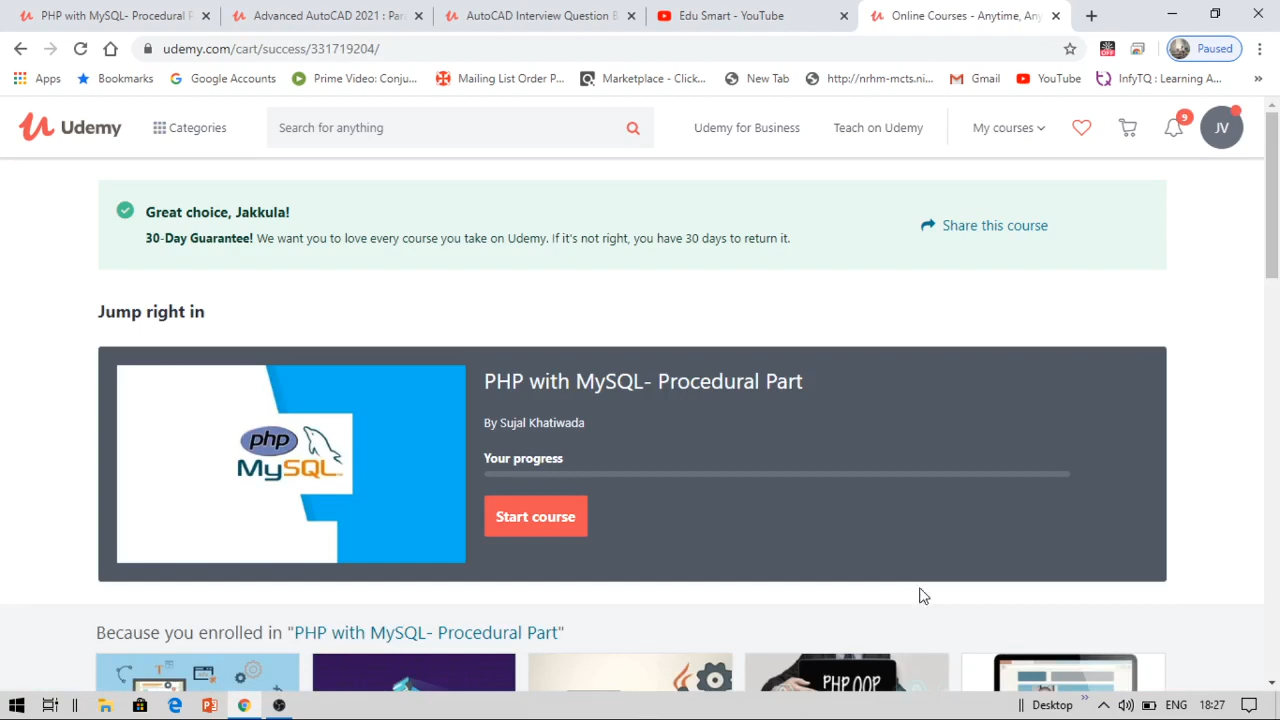 PHP with MySQL- Procedural P
Advanced AutoCAD 2021 : Par
AutoCAD Interview Question B
Edu Smart - YouTube
Online Courses - Anytime, Any
udemy.com/cart/success/331719204/
Paused
Apps
Bookmarks
Google Accounts
Prime Video: Conju...
Mailing List Order P...
Marketplace - Click...
New Tab
http://nrhm-mcts.ni...
Gmail
YouTube
InfyTQ : Learning A...
Udemy
Categories
Search for anything
Udemy for Business
Teach on Udemy
My courses
9
JV
Great choice, Jakkula!
30-Day Guarantee! We want you to love every course you take on Udemy. If it's not right, you have 30 days to return it.
Share this course
Jump right in
php
MySQL
PHP with MySQL- Procedural Part
By Sujal Khatiwada
Your progress
Start course
Because you enrolled in "PHP with MySQL- Procedural Part"
PHP OOP
Desktop
ENG
18:27